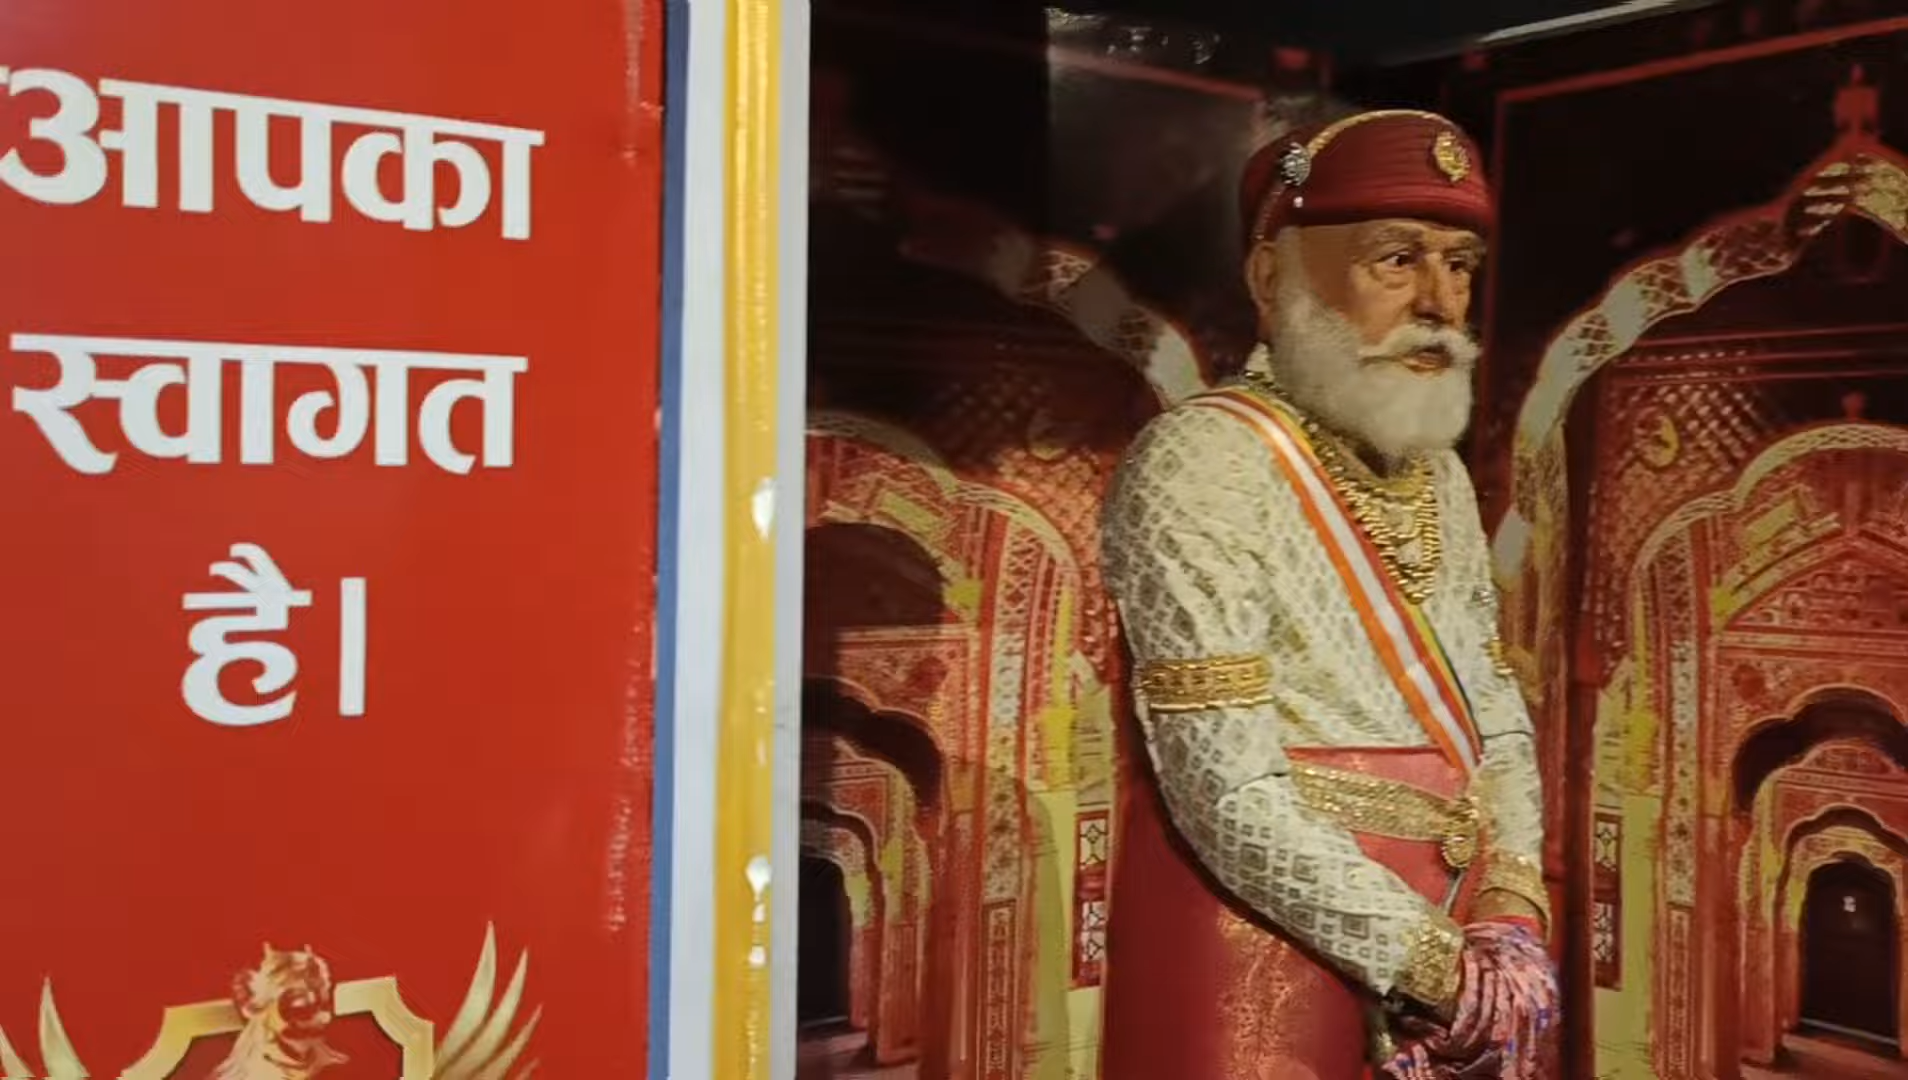 आपका
स्वागत
है।